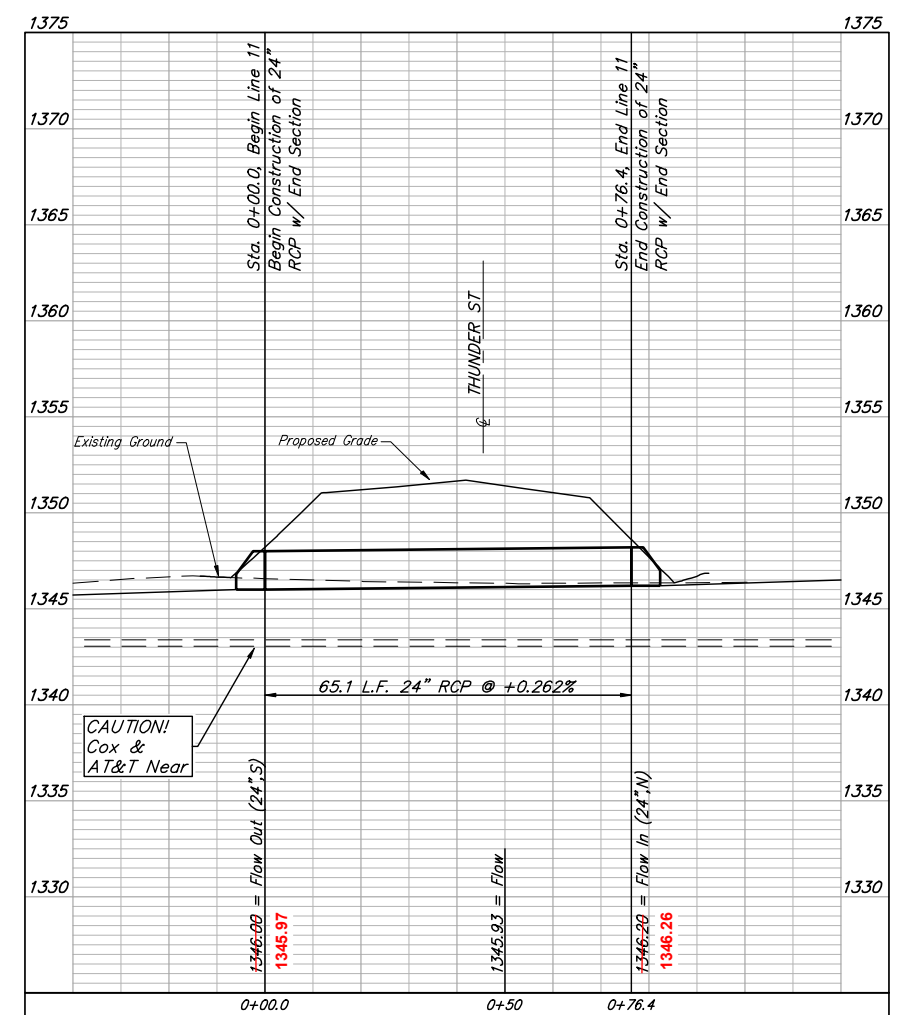 1375
1375
Sta. 0+00.0, Begin Line 11
Begin Construction of 24"
RCP w/ End Section
Sta. 0+76.4, End Line 11
End Construction of 24"
RCP w/ End Section
1370
1370
1365
1365
1360
1360
℄ THUNDER ST
1355
1355
Existing Ground
Proposed Grade
1350
1350
1345
1345
65.1 L.F. 24" RCP @ +0.262%
1340
1340
CAUTION!
Cox &
AT&T Near
1335
1335
1330
1330
1346.00 = Flow Out (24",S)
1345.97
1345.93 = Flow
1346.20 = Flow In (24",N)
1346.26
0+00.0
0+50
0+76.4